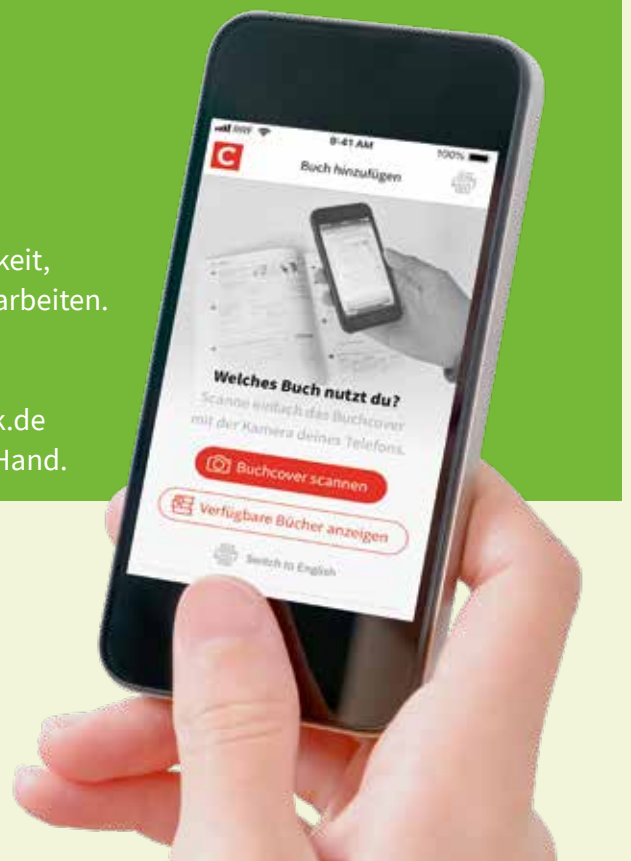 keit,
arbeiten.
k.de
Hand.
9:41 AM
100%
C
Buch hinzufügen
Welches Buch nutzt du?
Scanne einfach das Buchcover
mit der Kamera deines Telefons.
Buchcover scannen
Verfügbare Bücher anzeigen
Switch to English